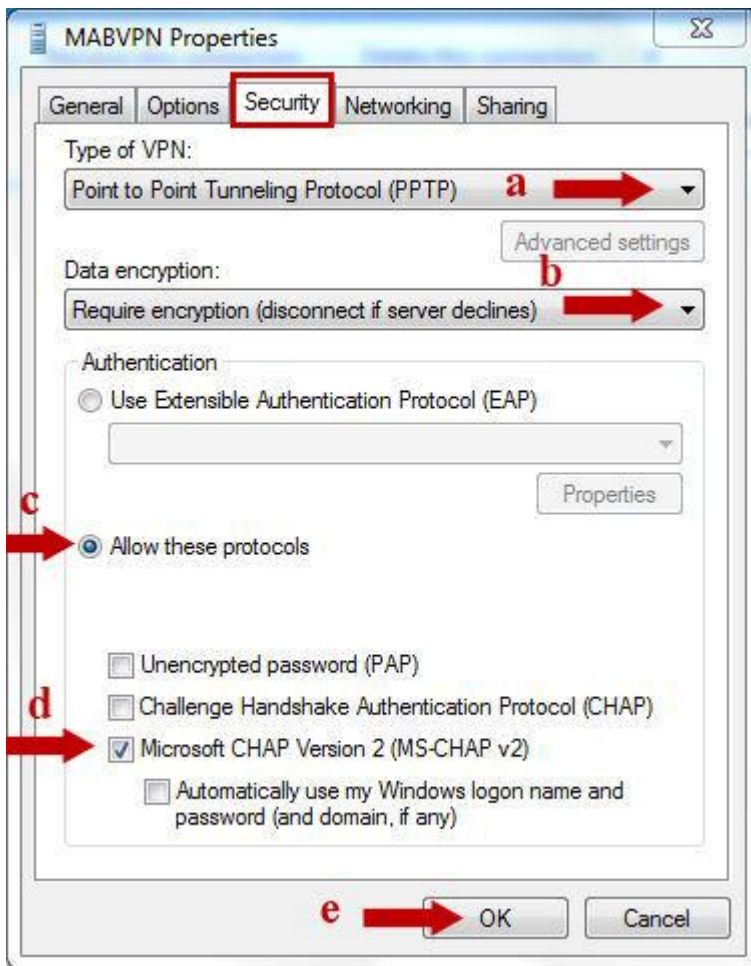 MABVPN Properties
General Options Security Networking Sharing
Type of VPN:
Point to Point Tunneling Protocol (PPTP) a
Advanced settings
Data encryption:
b
Require encryption (disconnect if server declines)
Authentication
Use Extensible Authentication Protocol (EAP)
Properties
c
Allow these protocols
Unencrypted password (PAP)
d
Challenge Handshake Authentication Protocol (CHAP)
Microsoft CHAP Version 2 (MS-CHAP v2)
Automatically use my Windows logon name and
password (and domain, if any)
e OK Cancel